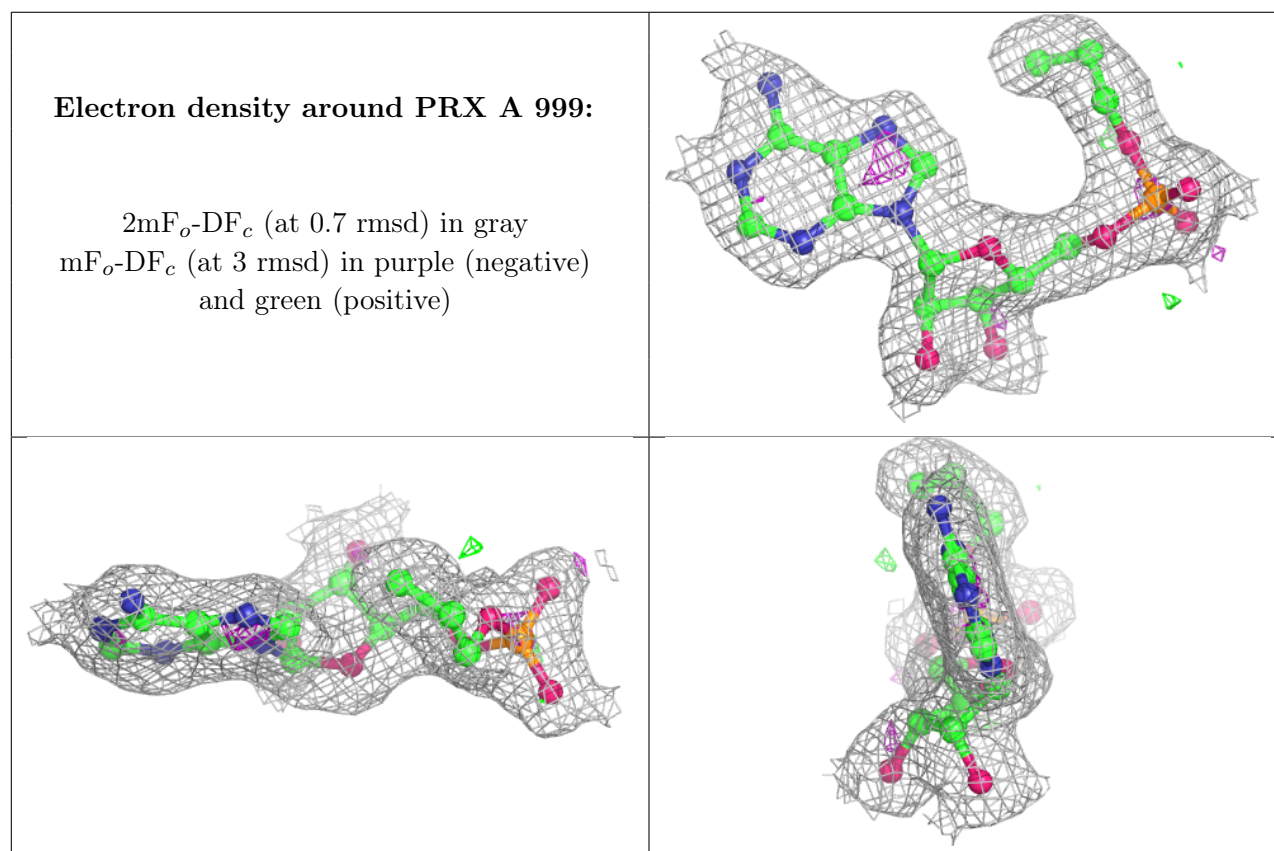 Electron density around PRX A 999:
2mFₒ-DF𝑐 (at 0.7 rmsd) in gray
mFₒ-DF𝑐 (at 3 rmsd) in purple (negative)
and green (positive)